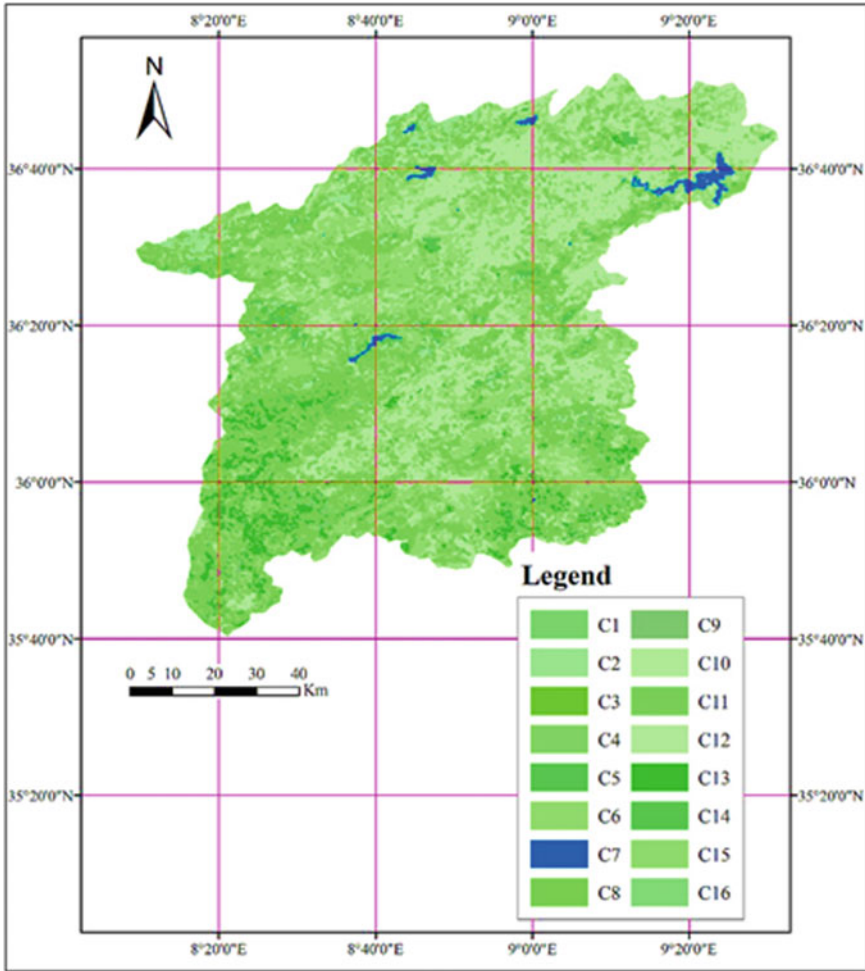 8°20'0"E 8°40'0"E 9°0'0"E 9°20'0"E
N
36°40'0"N 36°40'0"N
36°20'0"N 36°20'0"N
36°0'0"N 36°0'0"N
Legend
C1 C9
35°40'0"N 35°40'0"N
C2 C10
0 5 10 20 30 40
Km
C3 C11
C4 C12
C5 C13
35°20'0"N 35°20'0"N
C6 C14
C7 C15
C8 C16
8°20'0"E 8°40'0"E 9°0'0"E 9°20'0"E